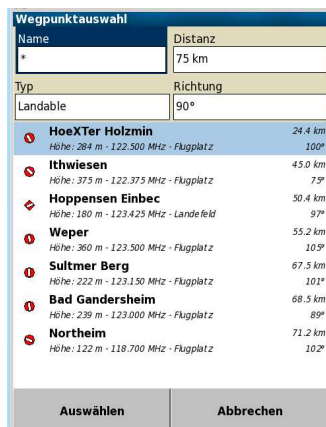 Wegpunktauswahl
Name Distanz
* 75 km
Typ Richtung
Landable 90°
HoeXTer Holzmin 24.4 km
Höhe: 284 m - 122.500 MHz - Flugplatz 100°
Ithwiesen 45.0 km
Höhe: 375 m - 122.375 MHz - Flugplatz 75°
Hoppensen Einbec 50.4 km
Höhe: 180 m - 123.425 MHz - Landefeld 97°
Weper 55.2 km
Höhe: 360 m - 123.500 MHz - Flugplatz 105°
Sultmer Berg 67.5 km
Höhe: 222 m - 123.150 MHz - Flugplatz 101°
Bad Gandersheim 68.5 km
Höhe: 239 m - 123.000 MHz - Flugplatz 89°
Northeim 71.2 km
Höhe: 122 m - 118.700 MHz - Flugplatz 102°
Auswählen Abbrechen